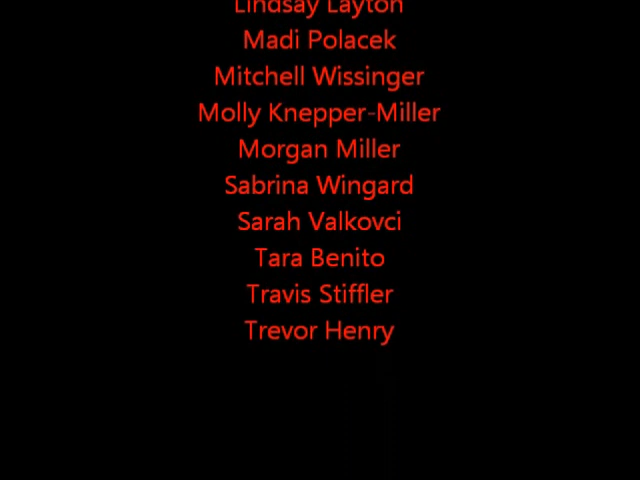 Lindsay Layton
Madi Polacek
Mitchell Wissinger
Molly Knepper-Miller
Morgan Miller
Sabrina Wingard
Sarah Valkovci
Tara Benito
Travis Stiffler
Trevor Henry